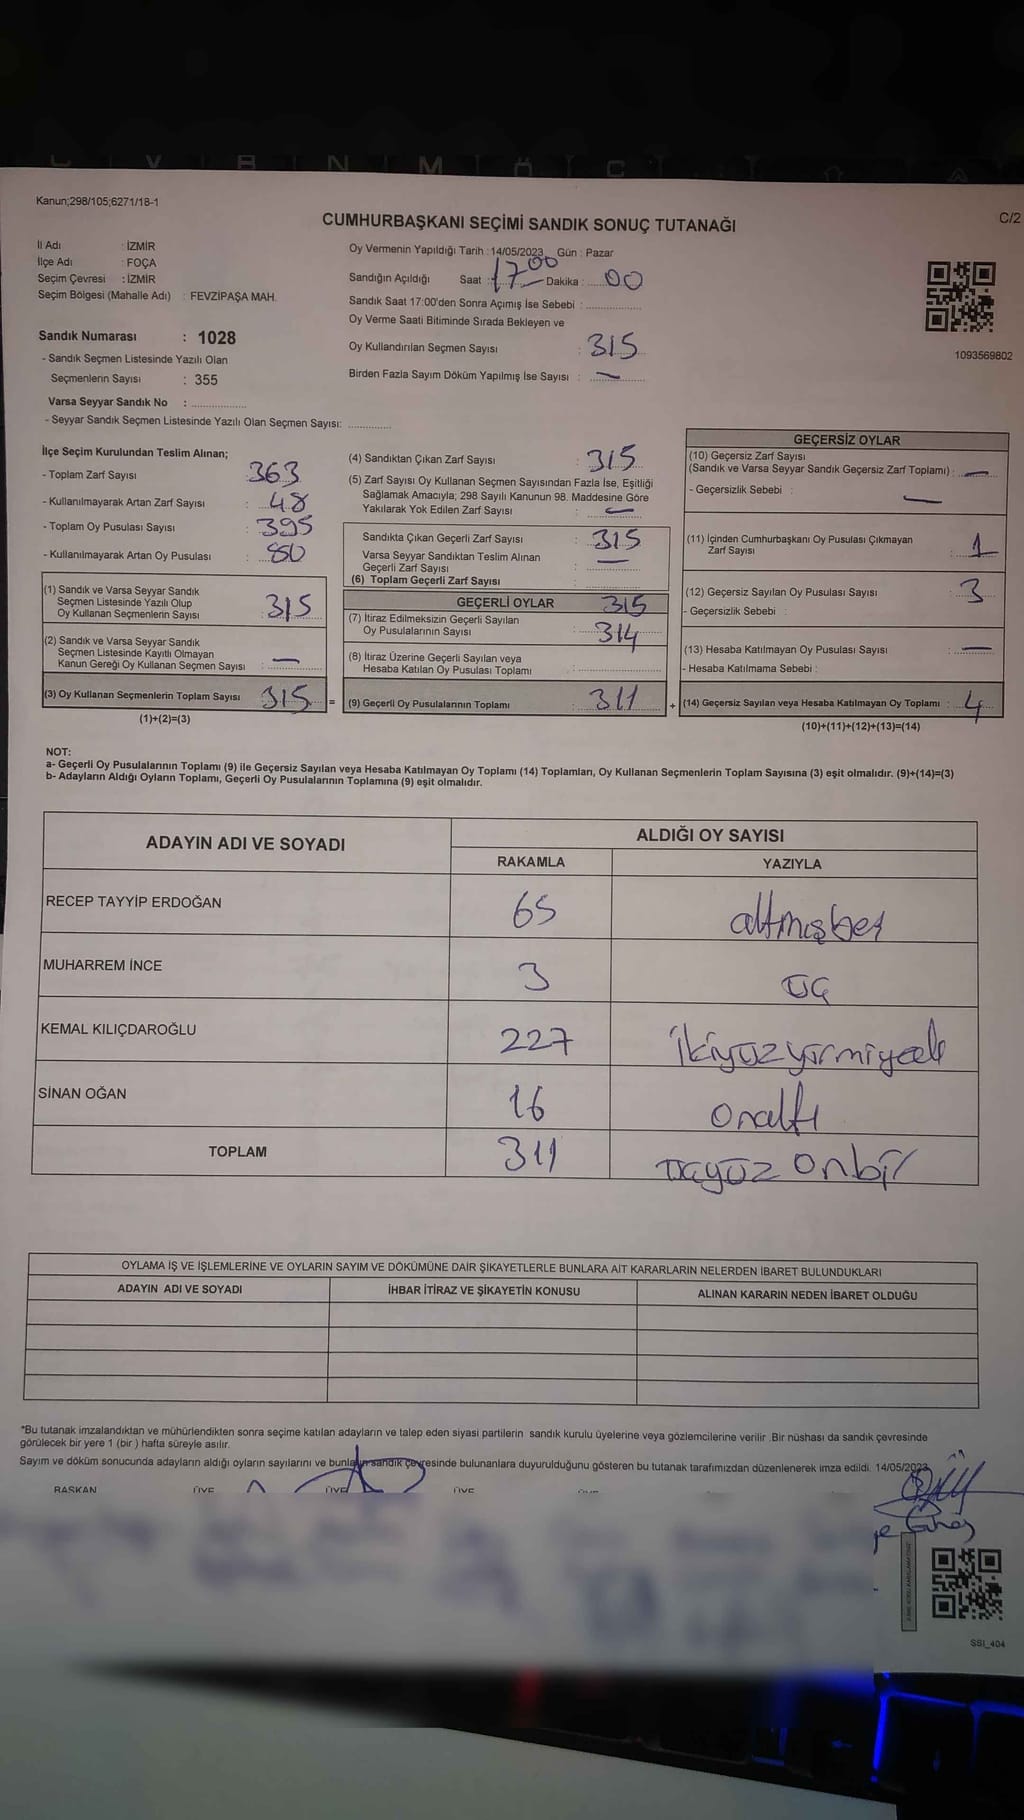 V B N M Ö Ç
Kanun;298/105;6271/18-1
C/2
CUMHURBAŞKANI SEÇİMİ SANDIK SONUÇ TUTANAĞI
İl Adı : İZMİR
İlçe Adı : FOÇA
Seçim Çevresi : İZMİR
Seçim Bölgesi (Mahalle Adı) : FEVZİPAŞA MAH.
Sandık Numarası : 1028
- Sandık Seçmen Listesinde Yazılı Olan
Seçmenlerin Sayısı : 355
Varsa Seyyar Sandık No : ..................
- Seyyar Sandık Seçmen Listesinde Yazılı Olan Seçmen Sayısı: ..............
Oy Vermenin Yapıldığı Tarih : 14/05/2023 Gün : Pazar
Sandığın Açıldığı Saat : 1700 Dakika : 00
Sandık Saat 17:00'den Sonra Açımış İse Sebebi : ..................
Oy Verme Saati Bitiminde Sırada Bekleyen ve
Oy Kullandırılan Seçmen Sayısı : 315
Birden Fazla Sayım Döküm Yapılmış İse Sayısı : —
1093569802
İlçe Seçim Kurulundan Teslim Alınan;
- Toplam Zarf Sayısı : 363
- Kullanılmayarak Artan Zarf Sayısı : 48
- Toplam Oy Pusulası Sayısı : 395
- Kullanılmayarak Artan Oy Pusulası : 80
(1) Sandık ve Varsa Seyyar Sandık
Seçmen Listesinde Yazılı Olup
Oy Kullanan Seçmenlerin Sayısı : 315
(2) Sandık ve Varsa Seyyar Sandık
Seçmen Listesinde Kayıtlı Olmayan
Kanun Gereği Oy Kullanan Seçmen Sayısı : —
(3) Oy Kullanan Seçmenlerin Toplam Sayısı 315 =
(1)+(2)=(3)
(4) Sandıktan Çıkan Zarf Sayısı : 315
(5) Zarf Sayısı Oy Kullanan Seçmen Sayısından Fazla İse, Eşitliği
Sağlamak Amacıyla; 298 Sayılı Kanunun 98. Maddesine Göre
Yakılarak Yok Edilen Zarf Sayısı : —
Sandıkta Çıkan Geçerli Zarf Sayısı : 315
Varsa Seyyar Sandıktan Teslim Alınan
Geçerli Zarf Sayısı : —
(6) Toplam Geçerli Zarf Sayısı :
GEÇERLİ OYLAR 315
(7) İtiraz Edilmeksizin Geçerli Sayılan
Oy Pusulalarının Sayısı : 314
(8) İtiraz Üzerine Geçerli Sayılan veya
Hesaba Katılan Oy Pusulası Toplamı :
(9) Geçerli Oy Pusulalarının Toplamı : 311 +
GEÇERSİZ OYLAR
(10) Geçersiz Zarf Sayısı
(Sandık ve Varsa Seyyar Sandık Geçersiz Zarf Toplamı) : —
- Geçersizlik Sebebi : —
(11) İçinden Cumhurbaşkanı Oy Pusulası Çıkmayan
Zarf Sayısı : 1
(12) Geçersiz Sayılan Oy Pusulası Sayısı : 3
- Geçersizlik Sebebi :
(13) Hesaba Katılmayan Oy Pusulası Sayısı : —
- Hesaba Katılmama Sebebi :
(14) Geçersiz Sayılan veya Hesaba Katılmayan Oy Toplamı : 4
(10)+(11)+(12)+(13)=(14)
NOT:
a- Geçerli Oy Pusulalarının Toplamı (9) ile Geçersiz Sayılan veya Hesaba Katılmayan Oy Toplamı (14) Toplamları, Oy Kullanan Seçmenlerin Toplam Sayısına (3) eşit olmalıdır. (9)+(14)=(3)
b- Adayların Aldığı Oyların Toplamı, Geçerli Oy Pusulalarının Toplamına (9) eşit olmalıdır.
ADAYIN ADI VE SOYADI
ALDIĞI OY SAYISI
RAKAMLA YAZIYLA
RECEP TAYYİP ERDOĞAN 65 altmışbeş
MUHARREM İNCE 3 üç
KEMAL KILIÇDAROĞLU 227 ikiyüzyirmiyedi
SİNAN OĞAN 16 onaltı
TOPLAM 311 üçyüz onbir
OYLAMA İŞ VE İŞLEMLERİNE VE OYLARIN SAYIM VE DÖKÜMÜNE DAİR ŞİKAYETLERLE BUNLARA AİT KARARLARIN NELERDEN İBARET BULUNDUKLARI
ADAYIN ADI VE SOYADI İHBAR İTİRAZ VE ŞİKAYETİN KONUSU ALINAN KARARIN NEDEN İBARET OLDUĞU
*Bu tutanak imzalandıktan ve mühürlendikten sonra seçime katılan adayların ve talep eden siyasi partilerin sandık kurulu üyelerine veya gözlemcilerine verilir .Bir nüshası da sandık çevresinde
görülecek bir yere 1 (bir ) hafta süreyle asılır.
Sayım ve döküm sonucunda adayların aldığı oyların sayılarını ve bunların sandık çevresinde bulunanlara duyurulduğunu gösteren bu tutanak tarafımızdan düzenlenerek imza edildi. 14/05/2023
BAŞKAN ÜYE ÜYE ÜYE
SSI_404